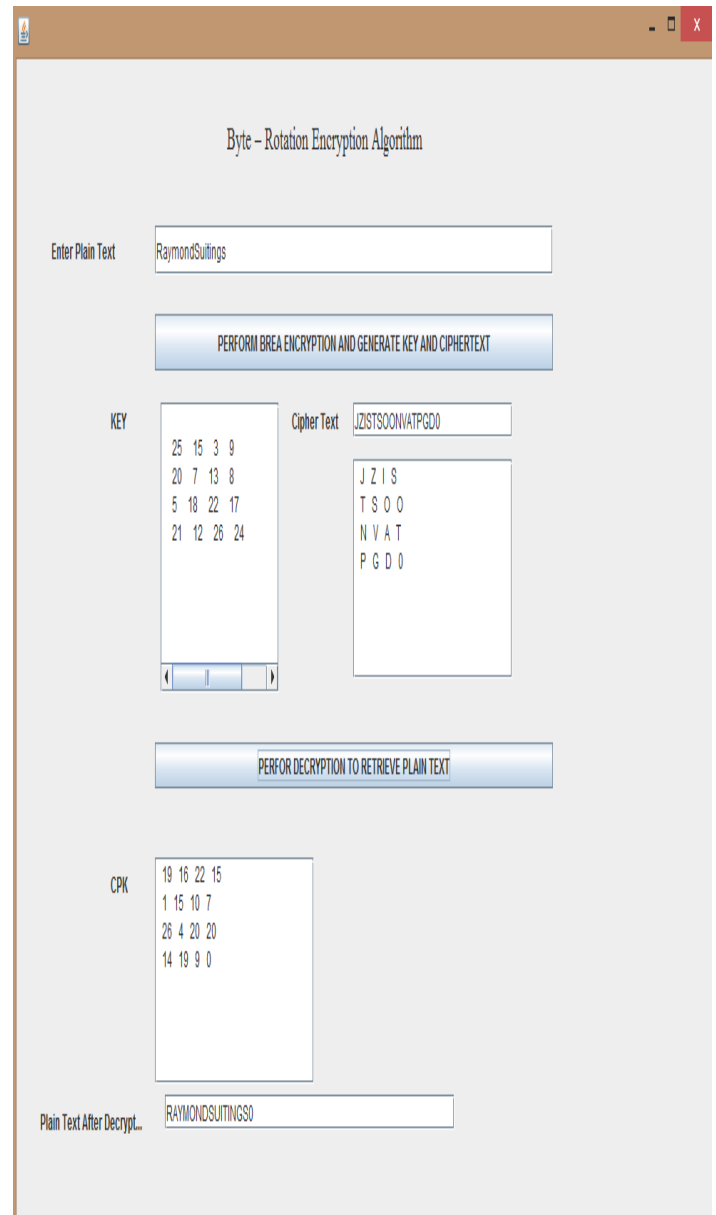 Byte – Rotation Encryption Algorithm
Enter Plain Text
RaymondSuitings
PERFORM BREA ENCRYPTION AND GENERATE KEY AND CIPHERTEXT
KEY
25 15 3 9
20 7 13 8
5 18 22 17
21 12 26 24
Cipher Text
JZISTSOONVATPGD0
J Z I S
T S O O
N V A T
P G D 0
PERFOR DECRYPTION TO RETRIEVE PLAIN TEXT
CPK
19 16 22 15
1 15 10 7
26 4 20 20
14 19 9 0
Plain Text After Decrypt...
RAYMONDSUITINGS0